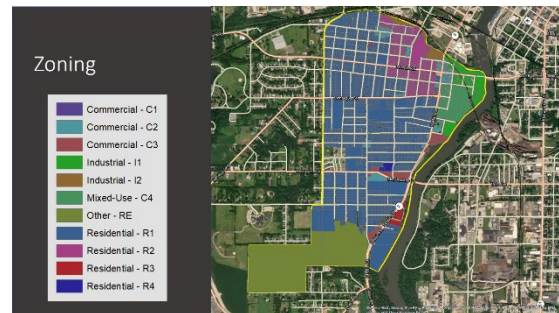 Zoning
Commercial - C1
Commercial - C2
Commercial - C3
Industrial - I1
Industrial - I2
Mixed-Use - C4
Other - RE
Residential - R1
Residential - R2
Residential - R3
Residential - R4